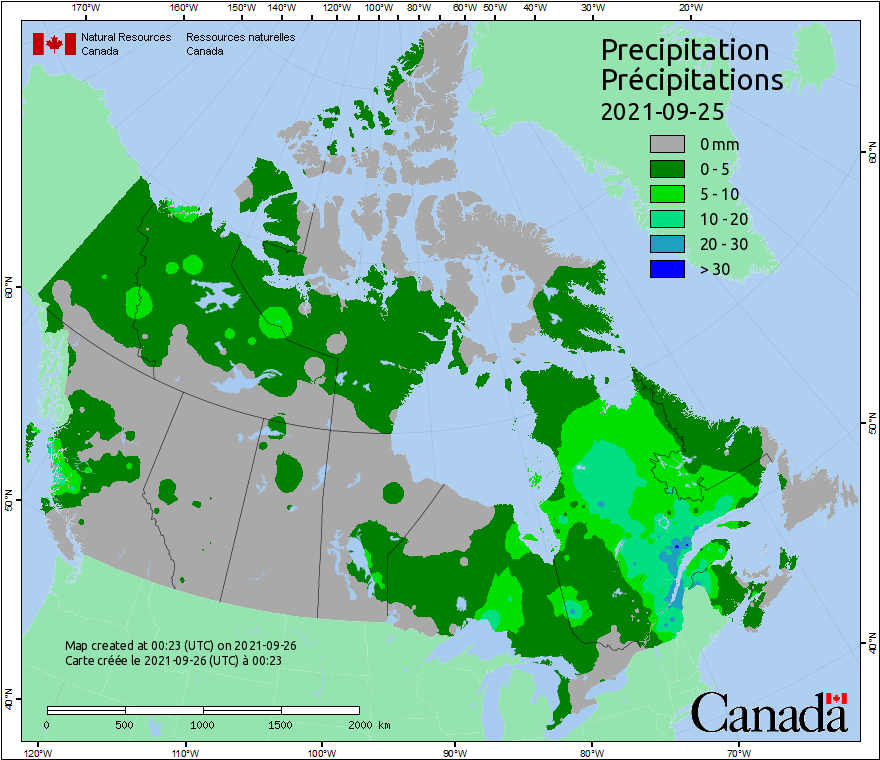 170°W 160°W 150°W 140°W 120°W 110°W 100°W 90°W 80°W 60°W 50°W 40°W 30°W 20°W
Natural Resources Ressources naturelles
Canada Canada
Precipitation
Précipitations
2021-09-25
0 mm
0 - 5
5 - 10
10 - 20
20 - 30
> 30
60°N
60°N
50°N
50°N
40°N
40°N
Map created at 00:23 (UTC) on 2021-09-26
Carte créée le 2021-09-26 (UTC) à 00:23
0 500 1000 1500 2000 km
Canada
120°W 110°W 100°W 90°W 80°W 70°W